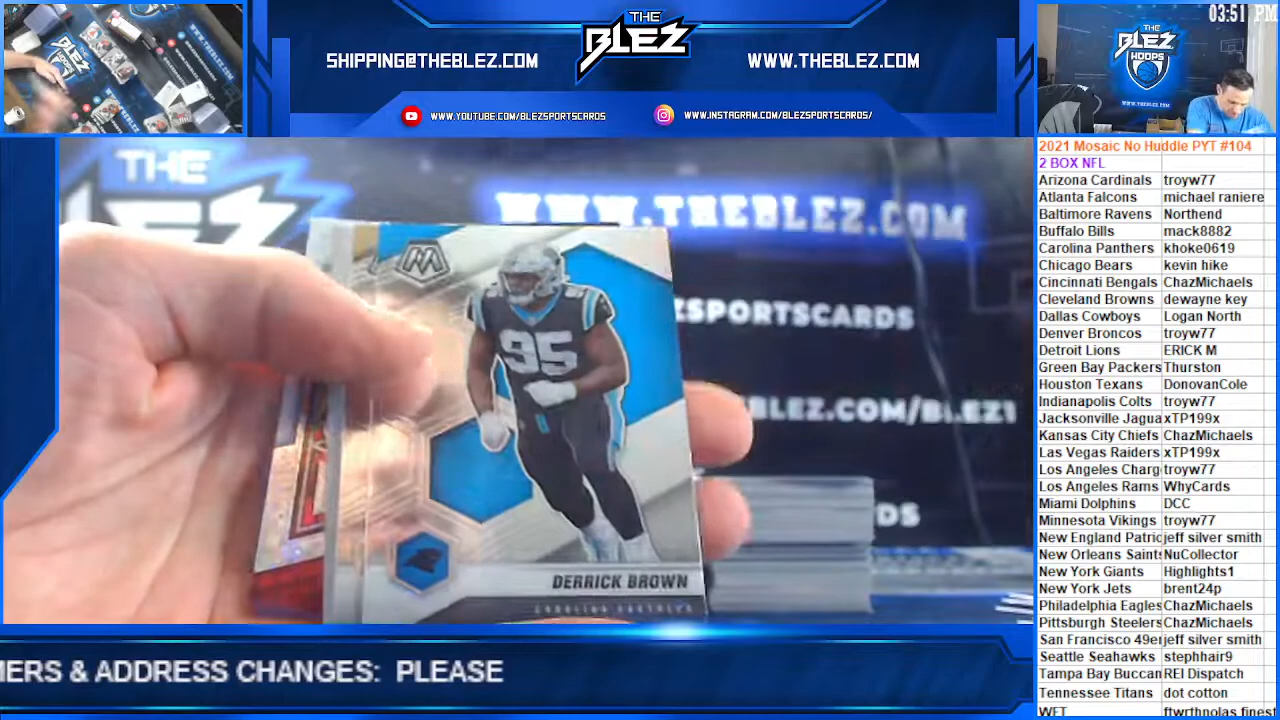 03:51 PM
THE
BLEZ
SHIPPING@THEBLEZ.COM
WWW.THEBLEZ.COM
WWW.YOUTUBE.COM/BLEZSPORTSCARDS
WWW.INSTAGRAM.COM/BLEZSPORTSCARDS/
THE
BLEZ
HOOPS
THE
WWW.THEBLEZ.COM
ZSPORTSCARDS
BLEZ.COM/BLEZ1
DS
M
95
DERRICK BROWN
CAROLINA PANTHERS
2021 Mosaic No Huddle PYT #104
2 BOX NFL
Arizona Cardinals troyw77
Atlanta Falcons michael raniere
Baltimore Ravens Northend
Buffalo Bills mack8882
Carolina Panthers khoke0619
Chicago Bears kevin hike
Cincinnati Bengals ChazMichaels
Cleveland Browns dewayne key
Dallas Cowboys Logan North
Denver Broncos troyw77
Detroit Lions ERICK M
Green Bay Packers Thurston
Houston Texans DonovanCole
Indianapolis Colts troyw77
Jacksonville Jagua xTP199x
Kansas City Chiefs ChazMichaels
Las Vegas Raiders xTP199x
Los Angeles Charg troyw77
Los Angeles Rams WhyCards
Miami Dolphins DCC
Minnesota Vikings troyw77
New England Patric jeff silver smith
New Orleans Saints NuCollector
New York Giants Highlights1
New York Jets brent24p
Philadelphia Eagles ChazMichaels
Pittsburgh Steelers ChazMichaels
San Francisco 49er jeff silver smith
Seattle Seahawks stephhair9
Tampa Bay Buccan REI Dispatch
Tennessee Titans dot cotton
WFT ftwrthnolas finest
MERS & ADDRESS CHANGES: PLEASE